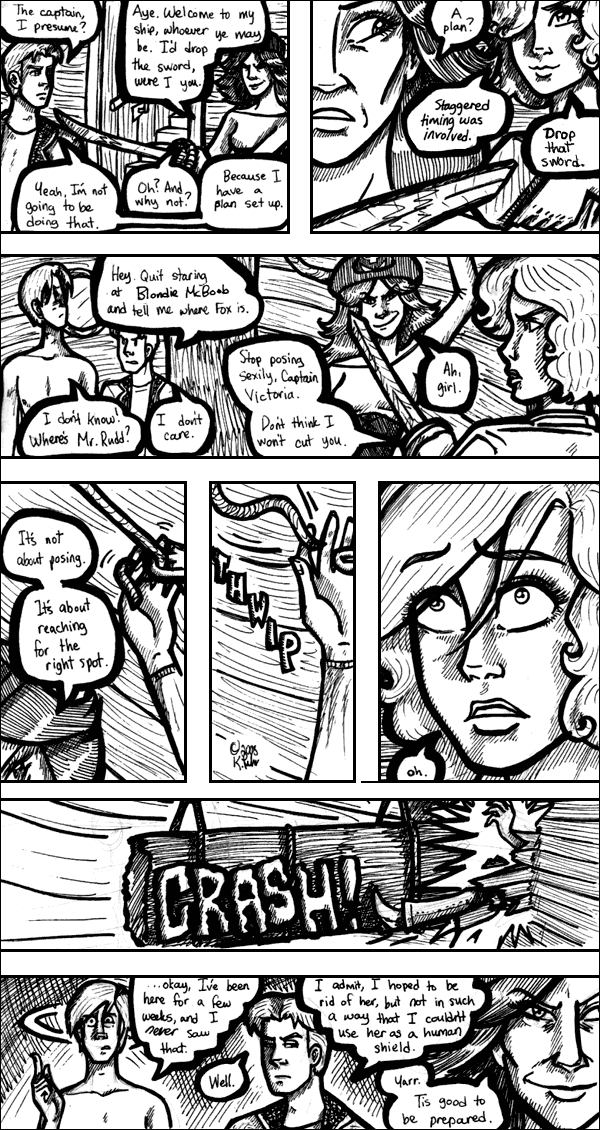 The captain,
I presume?
Aye. Welcome to my
ship, whoever ye may
be. I'd drop
the sword,
were I you.
Yeah, I'm not
going to be
doing that.
Oh? And
why not?
Because I
have a
plan set up.
A
plan?
Staggered
timing was
involved.
Drop
that
sword.
Hey. Quit staring
at Blondie McBoob
and tell me where Fox is.
I don't know!
Where's Mr. Rudd?
I don't
care.
Stop posing
sexily, Captain
Victoria.
Don't think I
won't cut you.
Ah,
girl.
It's not
about posing.
It's about
reaching
for the
right spot.
THWIP
©2008
oh.
CRASH!
...okay, I've been
here for a few
weeks, and I
never saw
that.
Well.
I admit, I hoped to be
rid of her, but not in such
a way that I couldn't
use her as a human
shield.
Yarr.
Tis good to
be prepared.